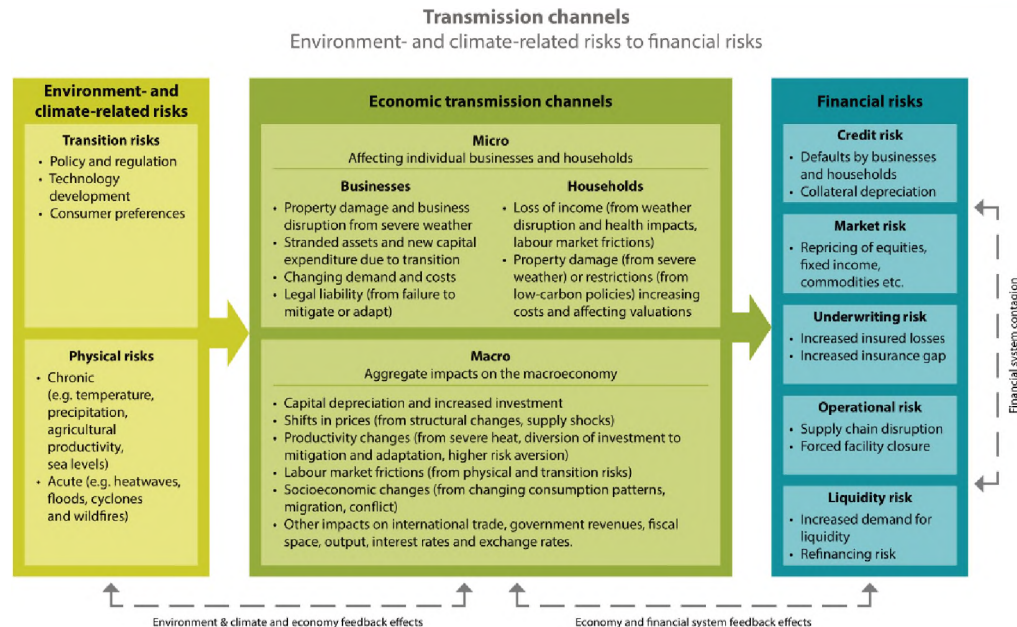 Transmission channels
Environment- and climate-related risks to financial risks
Environment- and
climate-related risks
Transition risks
• Policy and regulation
• Technology
development
• Consumer preferences
Physical risks
• Chronic
(e.g. temperature,
precipitation,
agricultural
productivity,
sea levels)
• Acute (e.g. heatwaves,
floods, cyclones
and wildfires)
Economic transmission channels
Micro
Affecting individual businesses and households
Businesses
• Property damage and business
disruption from severe weather
• Stranded assets and new capital
expenditure due to transition
• Changing demand and costs
• Legal liability (from failure to
mitigate or adapt)
Households
• Loss of income (from weather
disruption and health impacts,
labour market frictions)
• Property damage (from severe
weather) or restrictions (from
low-carbon policies) increasing
costs and affecting valuations
Macro
Aggregate impacts on the macroeconomy
• Capital depreciation and increased investment
• Shifts in prices (from structural changes, supply shocks)
• Productivity changes (from severe heat, diversion of investment to
mitigation and adaptation, higher risk aversion)
• Labour market frictions (from physical and transition risks)
• Socioeconomic changes (from changing consumption patterns,
migration, conflict)
• Other impacts on international trade, government revenues, fiscal
space, output, interest rates and exchange rates.
Financial risks
Credit risk
• Defaults by businesses
and households
• Collateral depreciation
Market risk
• Repricing of equities,
fixed income,
commodities etc.
Underwriting risk
• Increased insured losses
• Increased insurance gap
Operational risk
• Supply chain disruption
• Forced facility closure
Liquidity risk
• Increased demand for
liquidity
• Refinancing risk
Financial system contagion
Environment & climate and economy feedback effects
Economy and financial system feedback effects